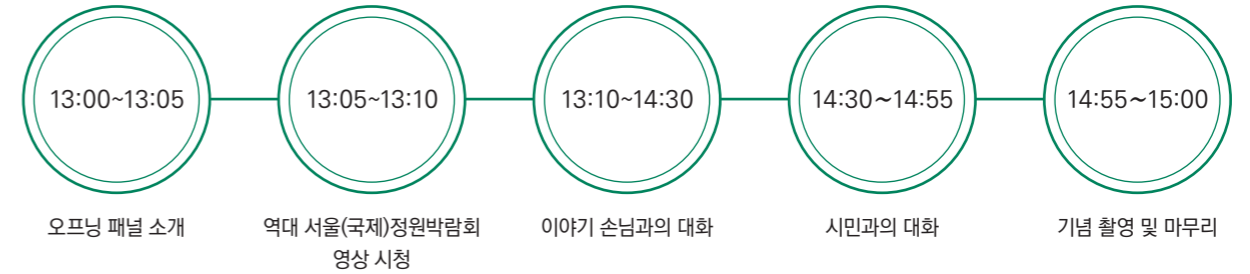 13:00~13:05
13:05~13:10
13:10~14:30
14:30~14:55
14:55~15:00
오프닝 패널 소개
역대 서울(국제)정원박람회
영상 시청
이야기 손님과의 대화
시민과의 대화
기념 촬영 및 마무리